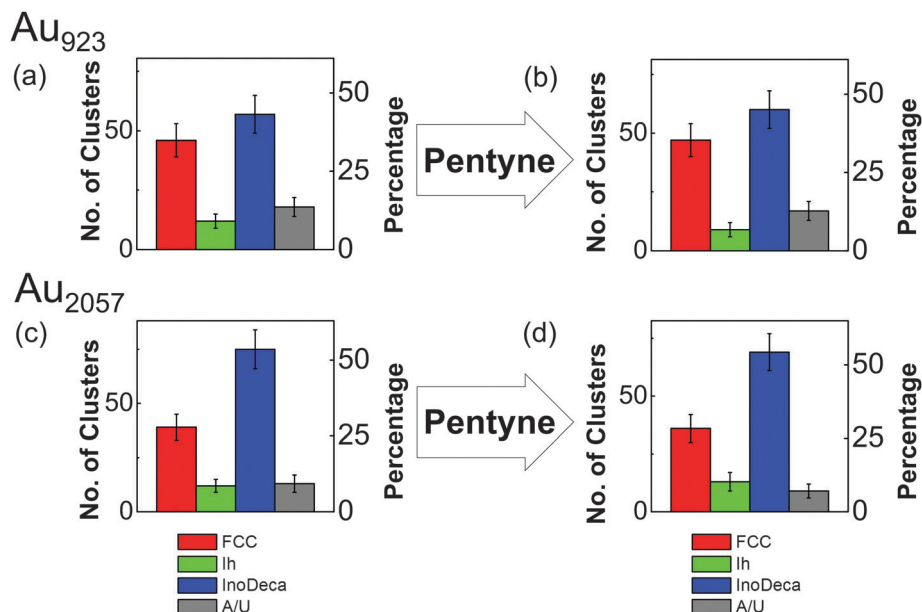 Au923
(a)
No. of Clusters
50
0
50
25
0
Percentage
Pentyne
(b)
No. of Clusters
50
0
50
25
0
Percentage
Au2057
(c)
No. of Clusters
50
0
50
25
0
Percentage
Pentyne
(d)
No. of Clusters
50
0
50
25
0
Percentage
FCC
Ih
InoDeca
A/U
FCC
Ih
InoDeca
A/U